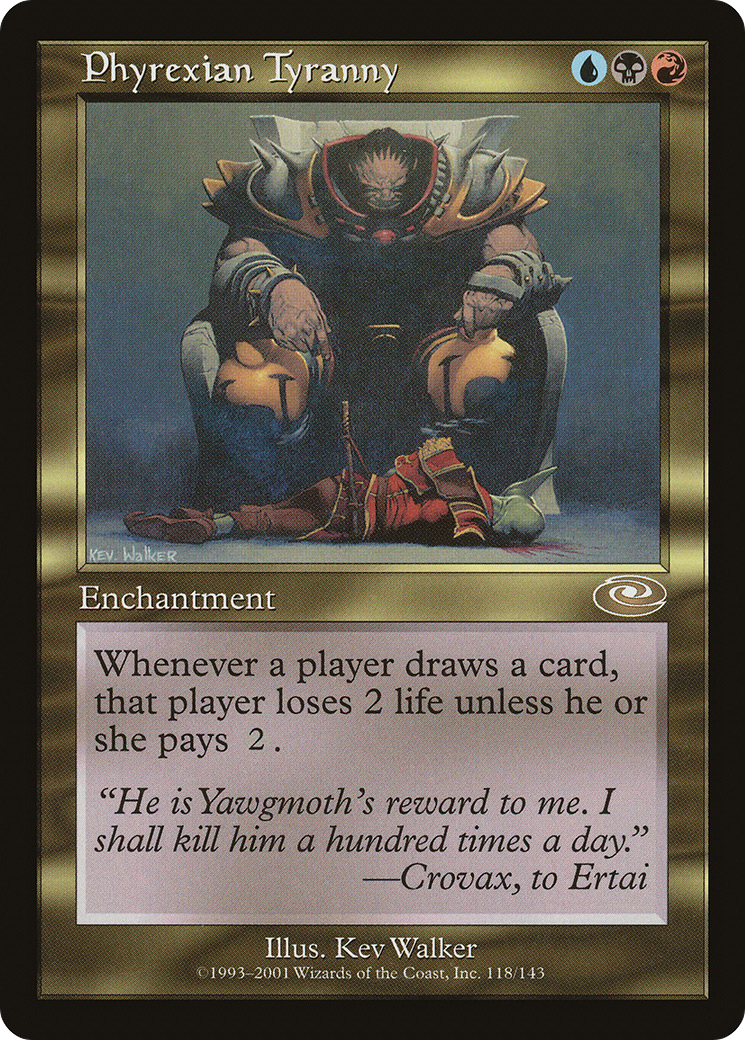 Phyrexian Tyranny
KEV. WALKER
Enchantment
Whenever a player draws a card,
that player loses 2 life unless he or
she pays 2.
“He is Yawgmoth’s reward to me. I
shall kill him a hundred times a day.”
—Crovax, to Ertai
Illus. Kev Walker
©1993–2001 Wizards of the Coast, Inc. 118/143